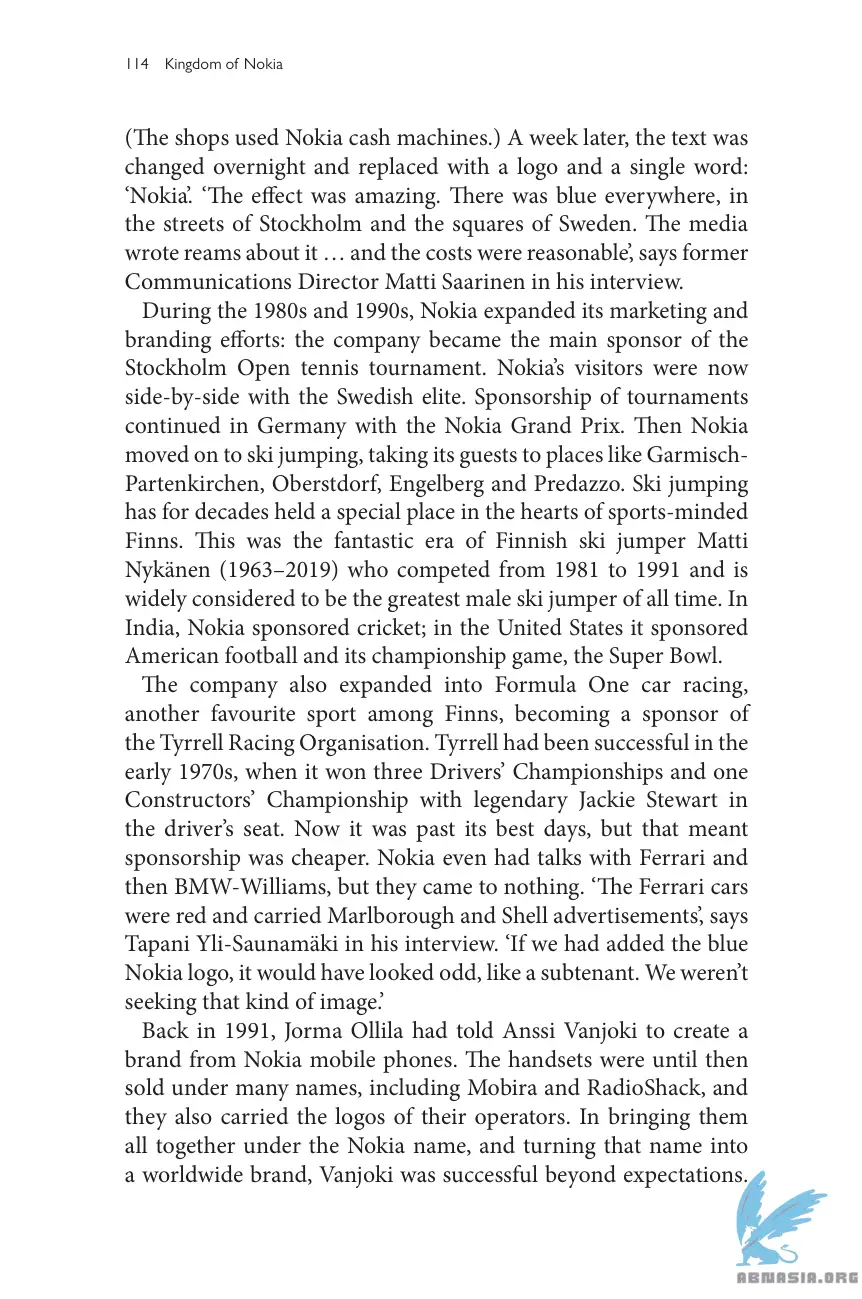 114 Kingdom of Nokia
(The shops used Nokia cash machines.) A week later, the text was
changed overnight and replaced with a logo and a single word:
‘Nokia’. ‘The effect was amazing. There was blue everywhere, in
the streets of Stockholm and the squares of Sweden. The media
wrote reams about it … and the costs were reasonable’, says former
Communications Director Matti Saarinen in his interview.
During the 1980s and 1990s, Nokia expanded its marketing and
branding efforts: the company became the main sponsor of the
Stockholm Open tennis tournament. Nokia’s visitors were now
side-by-side with the Swedish elite. Sponsorship of tournaments
continued in Germany with the Nokia Grand Prix. Then Nokia
moved on to ski jumping, taking its guests to places like Garmisch-
Partenkirchen, Oberstdorf, Engelberg and Predazzo. Ski jumping
has for decades held a special place in the hearts of sports-minded
Finns. This was the fantastic era of Finnish ski jumper Matti
Nykänen (1963–2019) who competed from 1981 to 1991 and is
widely considered to be the greatest male ski jumper of all time. In
India, Nokia sponsored cricket; in the United States it sponsored
American football and its championship game, the Super Bowl.
The company also expanded into Formula One car racing,
another favourite sport among Finns, becoming a sponsor of
the Tyrrell Racing Organisation. Tyrrell had been successful in the
early 1970s, when it won three Drivers’ Championships and one
Constructors’ Championship with legendary Jackie Stewart in
the driver’s seat. Now it was past its best days, but that meant
sponsorship was cheaper. Nokia even had talks with Ferrari and
then BMW-Williams, but they came to nothing. ‘The Ferrari cars
were red and carried Marlborough and Shell advertisements’, says
Tapani Yli-Saunamäki in his interview. ‘If we had added the blue
Nokia logo, it would have looked odd, like a subtenant. We weren’t
seeking that kind of image.’
Back in 1991, Jorma Ollila had told Anssi Vanjoki to create a
brand from Nokia mobile phones. The handsets were until then
sold under many names, including Mobira and RadioShack, and
they also carried the logos of their operators. In bringing them
all together under the Nokia name, and turning that name into
a worldwide brand, Vanjoki was successful beyond expectations.
ABNASIA.ORG